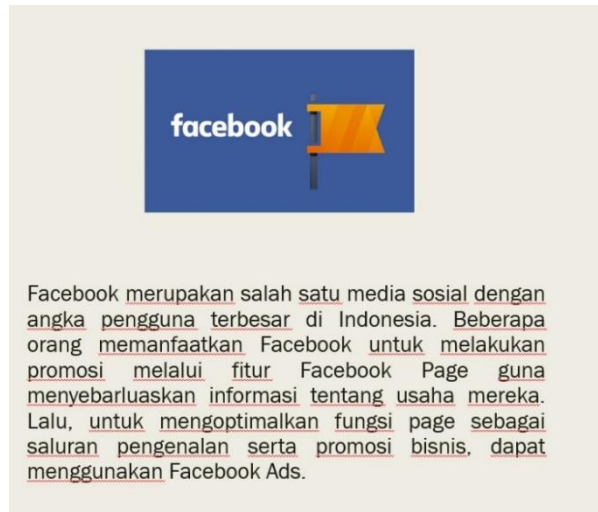 facebook
Facebook merupakan salah satu media sosial dengan
angka pengguna terbesar di Indonesia. Beberapa
orang memanfaatkan Facebook untuk melakukan
promosi melalui fitur Facebook Page guna
menyebarluaskan informasi tentang usaha mereka.
Lalu, untuk mengoptimalkan fungsi page sebagai
saluran pengenalan serta promosi bisnis, dapat
menggunakan Facebook Ads.